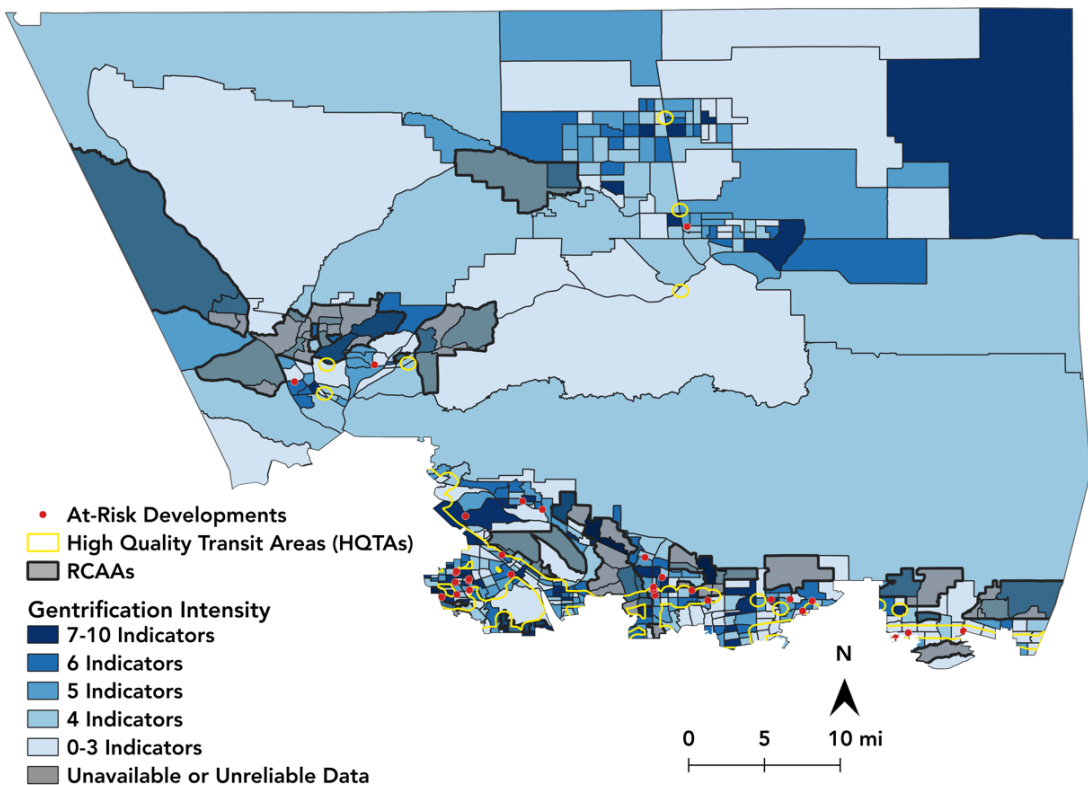 At-Risk Developments
High Quality Transit Areas (HQTAs)
RCAAs
Gentrification Intensity
7-10 Indicators
6 Indicators
5 Indicators
4 Indicators
0-3 Indicators
Unavailable or Unreliable Data
N
0 5 10 mi